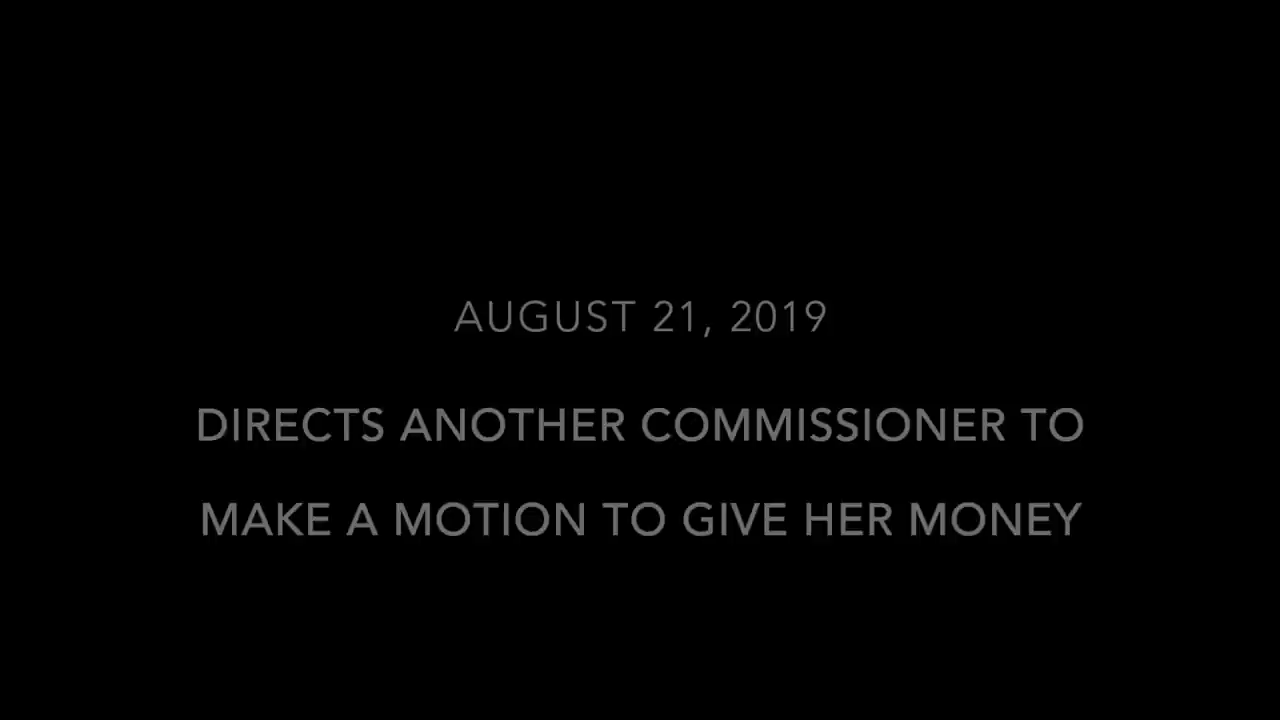 AUGUST 21, 2019
DIRECTS ANOTHER COMMISSIONER TO
MAKE A MOTION TO GIVE HER MONEY